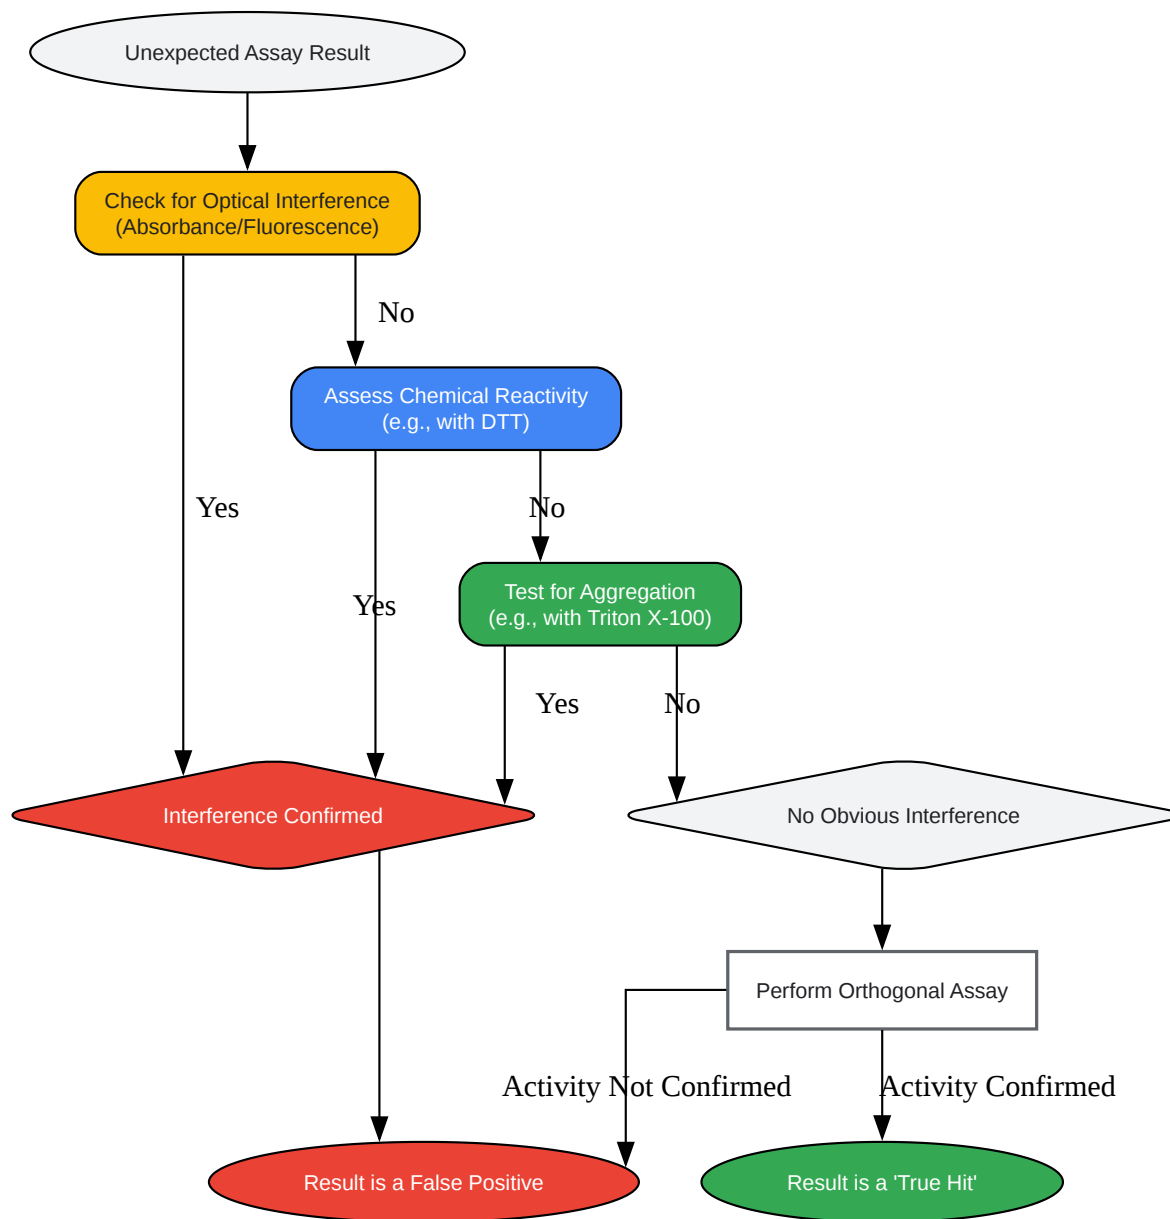 Unexpected Assay Result
Check for Optical Interference
(Absorbance/Fluorescence)
No
Assess Chemical Reactivity
(e.g., with DTT)
Yes
No
Test for Aggregation
(e.g., with Triton X-100)
Yes
Yes
No
Interference Confirmed
No Obvious Interference
Perform Orthogonal Assay
Activity Not Confirmed
Activity Confirmed
Result is a False Positive
Result is a 'True Hit'